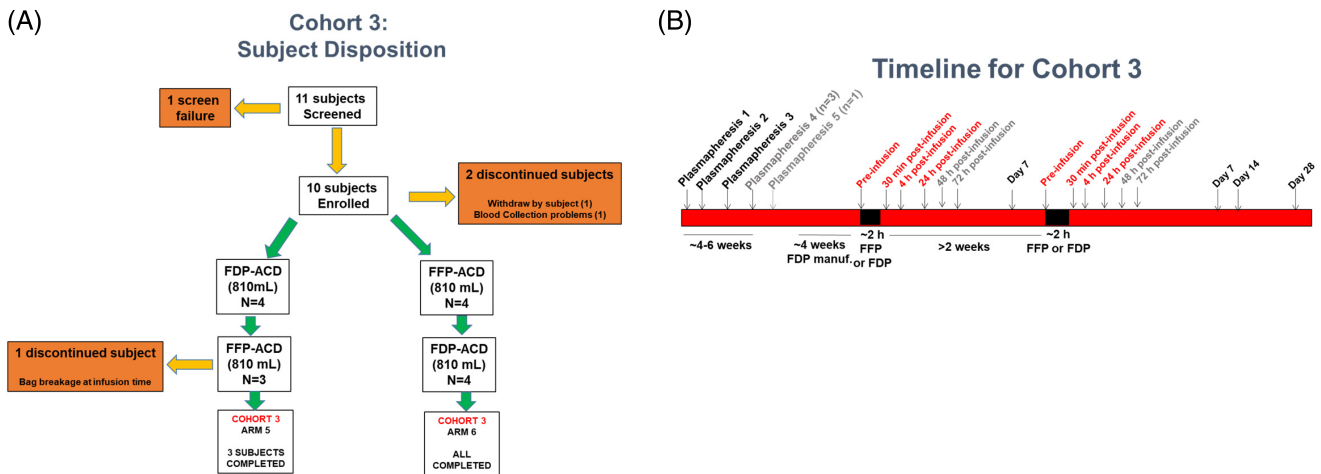 (A)
Cohort 3:
Subject Disposition
1 screen
failure
11 subjects
Screened
10 subjects
Enrolled
2 discontinued subjects
Withdraw by subject (1)
Blood Collection problems (1)
FDP-ACD
(810mL)
N=4
FFP-ACD
(810 mL)
N=4
1 discontinued subject
Bag breakage at infusion time
FFP-ACD
(810 mL)
N=3
FDP-ACD
(810 mL)
N=4
COHORT 3
ARM 5
3 SUBJECTS
COMPLETED
COHORT 3
ARM 6
ALL
COMPLETED
(B)
Timeline for Cohort 3
Plasmapheresis 1
Plasmapheresis 2
Plasmapheresis 3
Plasmapheresis 4 (n=3)
Plasmapheresis 5 (n=1)
Pre-infusion
30 min post-infusion
4 h post-infusion
24 h post-infusion
48 h post-infusion
72 h post-infusion
Day 7
Pre-infusion
30 min post-infusion
4 h post-infusion
24 h post-infusion
48 h post-infusion
72 h post-infusion
Day 7
Day 14
Day 28
~4-6 weeks
~4 weeks
FDP manuf.
~2 h
FFP
or FDP
>2 weeks
~2 h
FFP or FDP